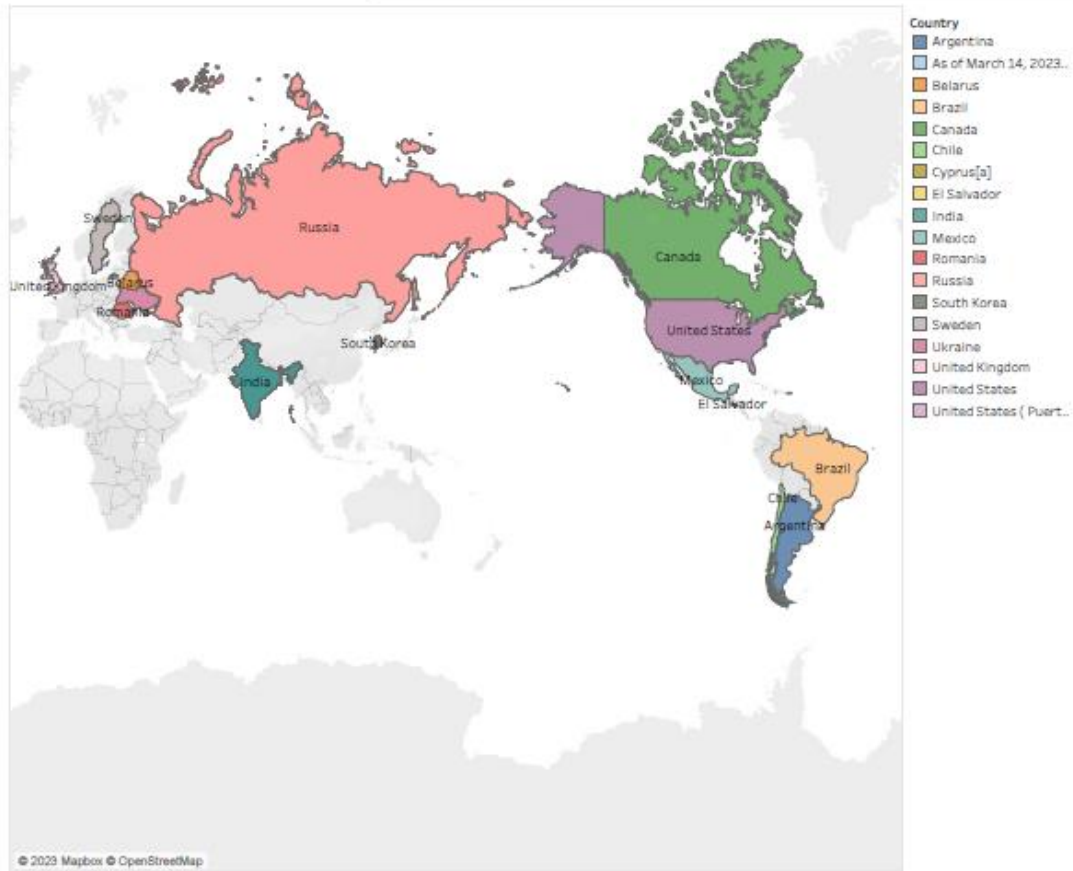 Country
Argentina
As of March 14, 2023..
Belarus
Brazil
Canada
Chile
Cyprus[a]
El Salvador
India
Mexico
Romania
Russia
South Korea
Sweden
Ukraine
United Kingdom
United States
United States ( Puert..
Sweden
Russia
Canada
United Kingdom
Belarus
Romania
United States
South Korea
India
Mexico
El Salvador
Brazil
Chile
Argentina
© 2023 Mapbox © OpenStreetMap